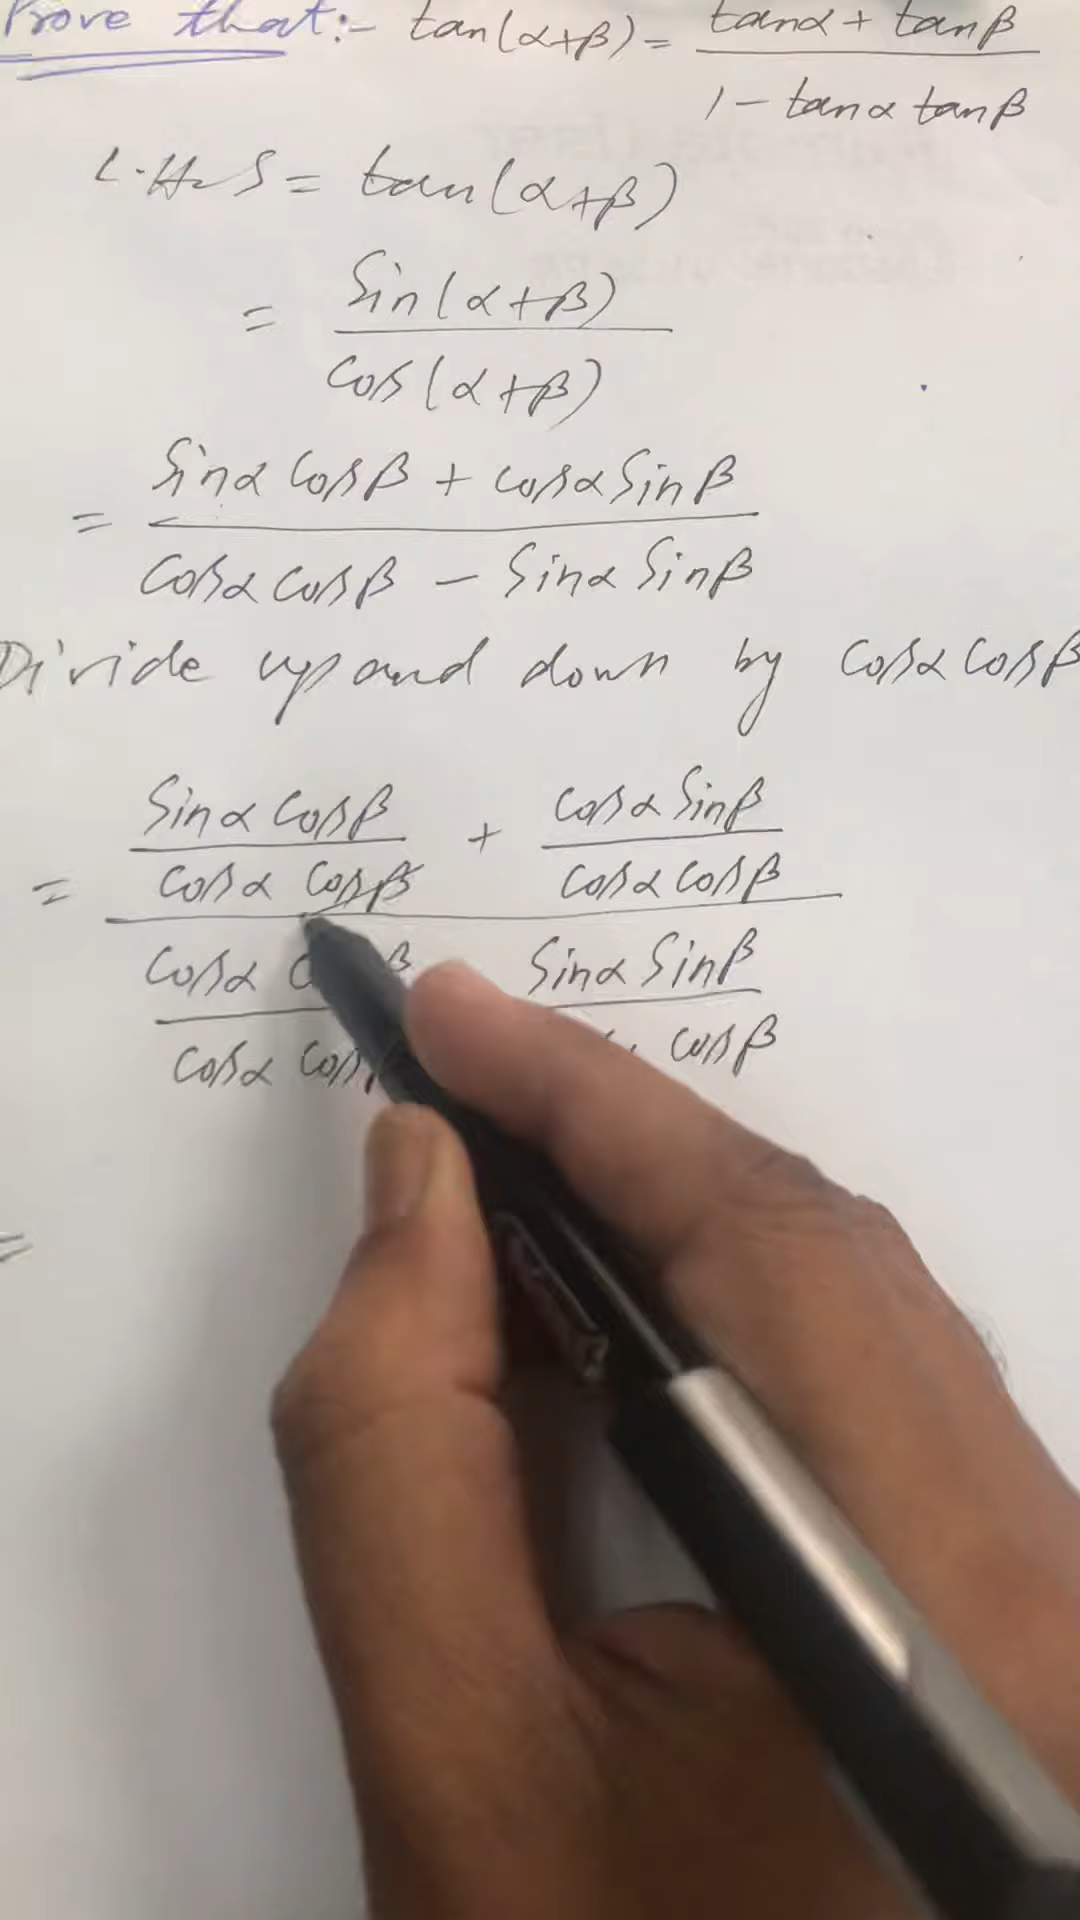 Prove that:- tan(α+β) = tanα + tanβ
1 - tanα tanβ
L.H.S = tan(α+β)
= Sin(α+β)
Cos(α+β)
= Sinα Cosβ + Cosα Sinβ
Cosα Cosβ - Sinα Sinβ
Divide up and down by Cosα Cosβ
Sinα Cosβ + Cosα Sinβ
= Cosα Cosβ Cosα Cosβ
Cosα Sinα Sinβ
Cosα Cosβ
=